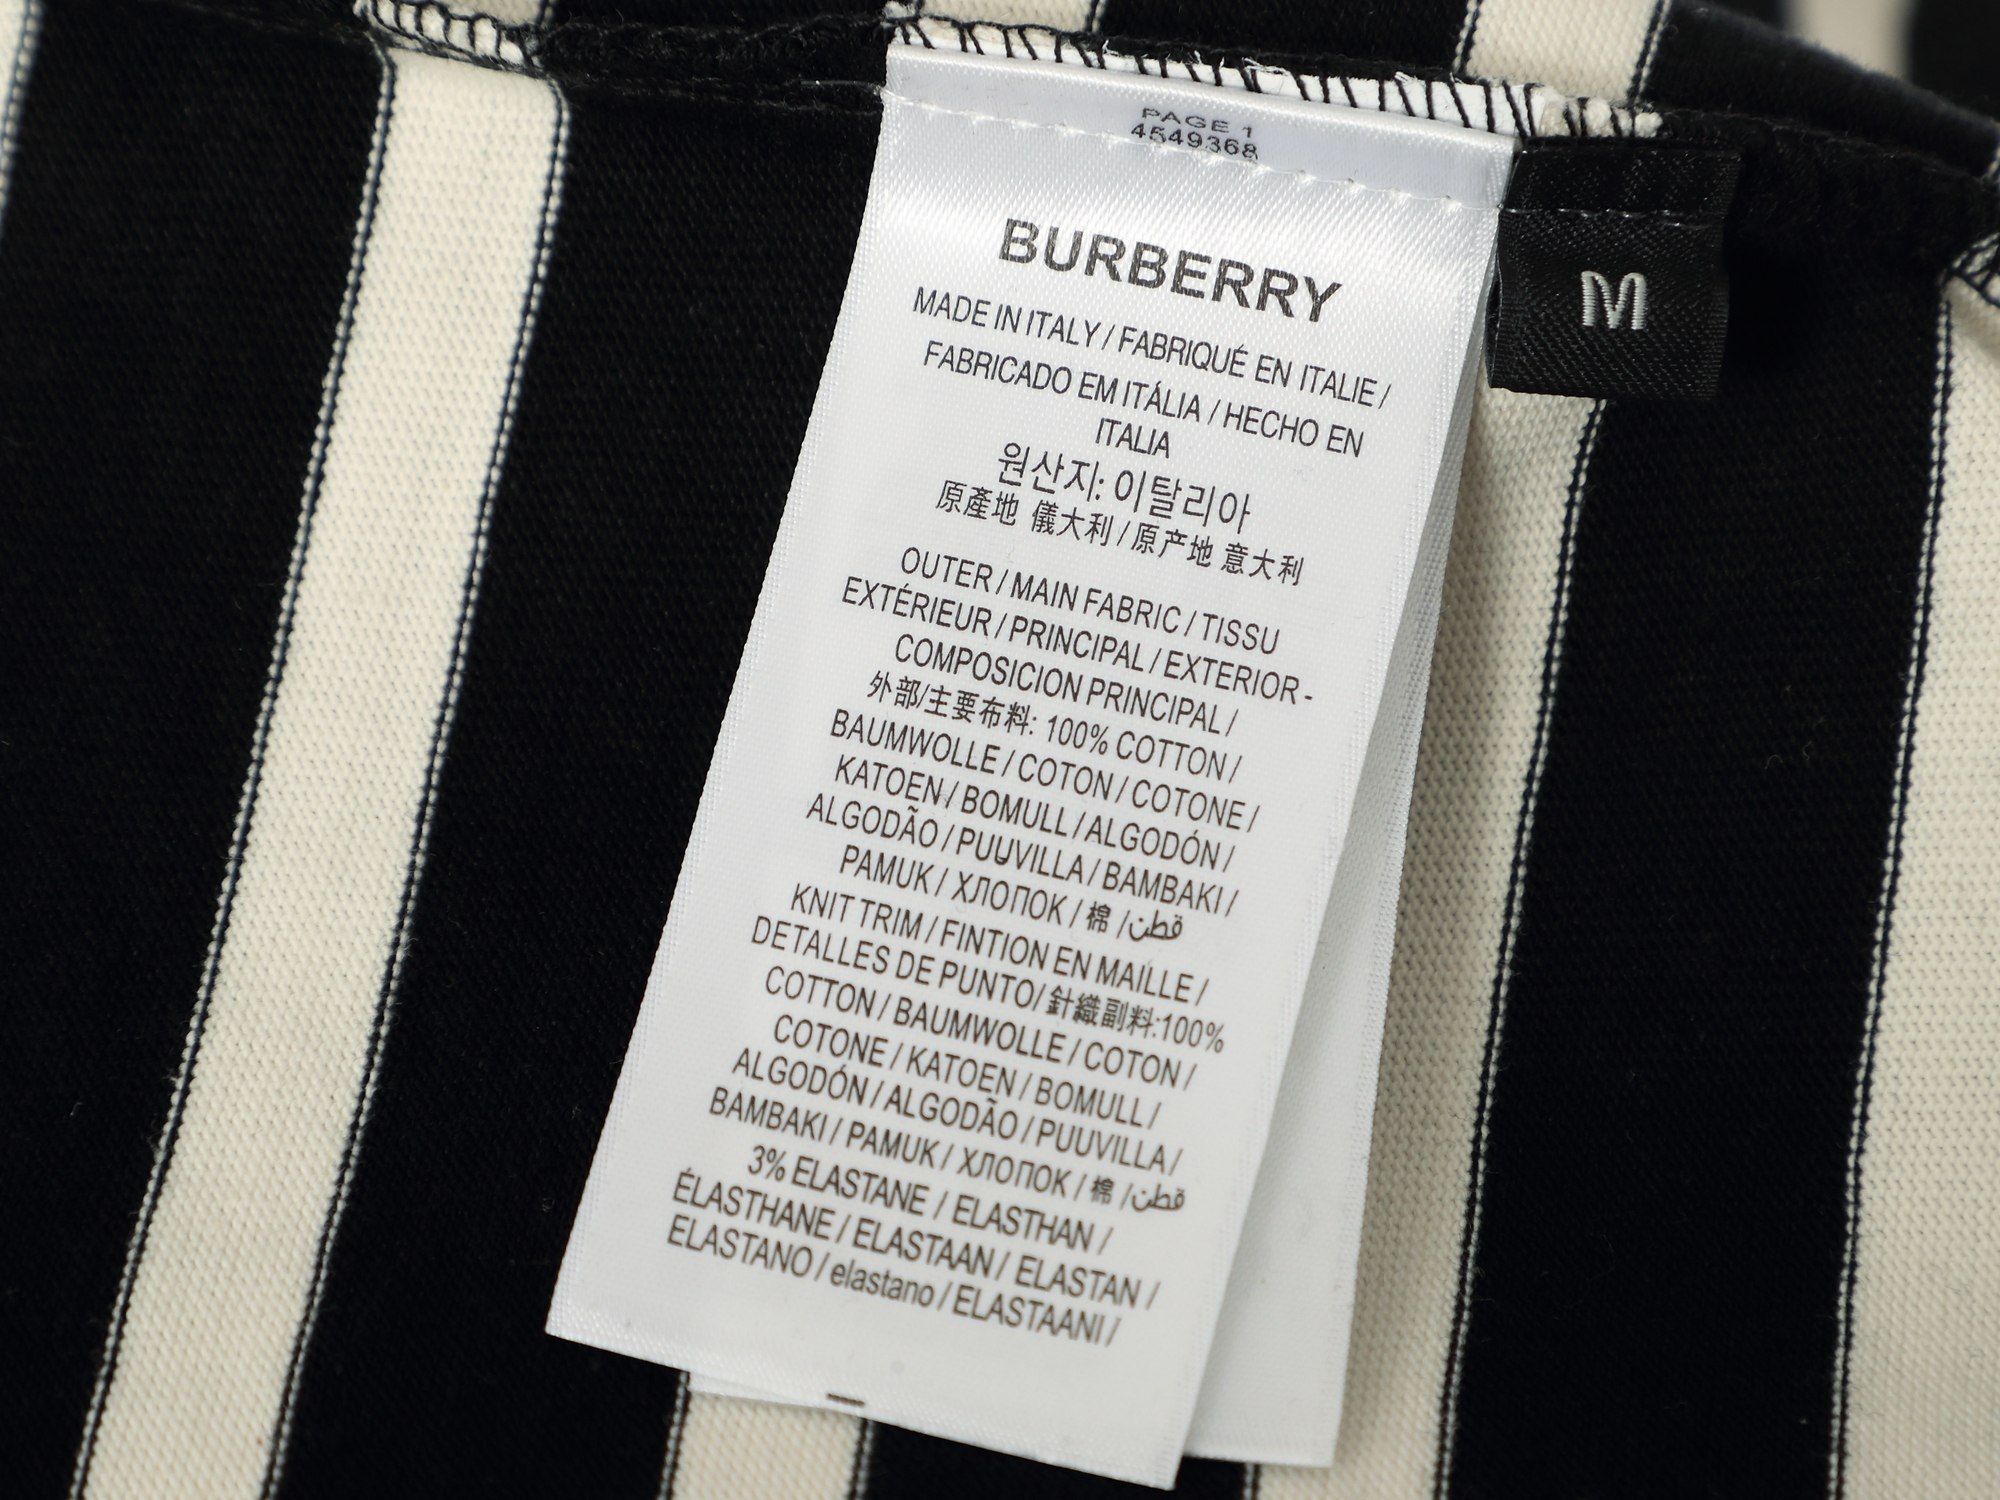 PAGE 1
4549368
BURBERRY
M
MADE IN ITALY / FABRIQUÉ EN ITALIE /
FABRICADO EM ITÁLIA / HECHO EN
ITALIA
원산지: 이탈리아
原產地 儀大利 / 原产地 意大利
OUTER / MAIN FABRIC / TISSU
EXTÉRIEUR / PRINCIPAL / EXTERIOR -
COMPOSICION PRINCIPAL /
外部/主要布料: 100% COTTON /
BAUMWOLLE / COTON / COTONE /
KATOEN / BOMULL / ALGODÓN /
ALGODÃO / PUUVILLA / BAMBAKI /
PAMUK / ХЛОПОК / 棉 / قطن
KNIT TRIM / FINTION EN MAILLE /
DETALLES DE PUNTO/ 針織副料:100%
COTTON / BAUMWOLLE / COTON /
COTONE / KATOEN / BOMULL /
ALGODÓN / ALGODÃO / PUUVILLA /
BAMBAKI / PAMUK / ХЛОПОК / 棉 / قطن
3% ELASTANE / ELASTHAN /
ÉLASTHANE / ELASTAAN / ELASTAN /
ELASTANO / elastano / ELASTAANI /